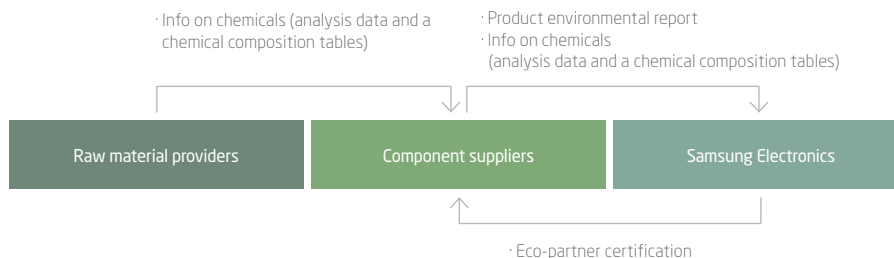 · Info on chemicals (analysis data and a
chemical composition tables)
· Product environmental report
· Info on chemicals
(analysis data and a chemical composition tables)
Raw material providers
Component suppliers
Samsung Electronics
· Eco-partner certification